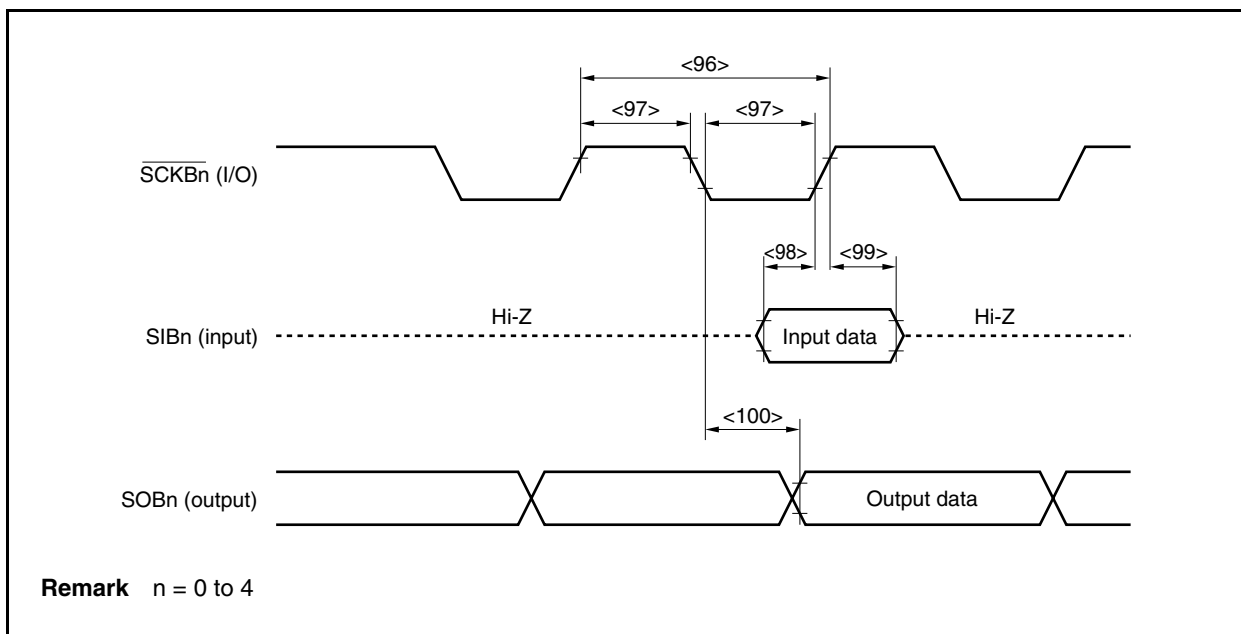 <96>
<97> <97>
SCKBn (I/O)
<98> <99>
Hi-Z Hi-Z
SIBn (input) Input data
<100>
SOBn (output) Output data
Remark n = 0 to 4